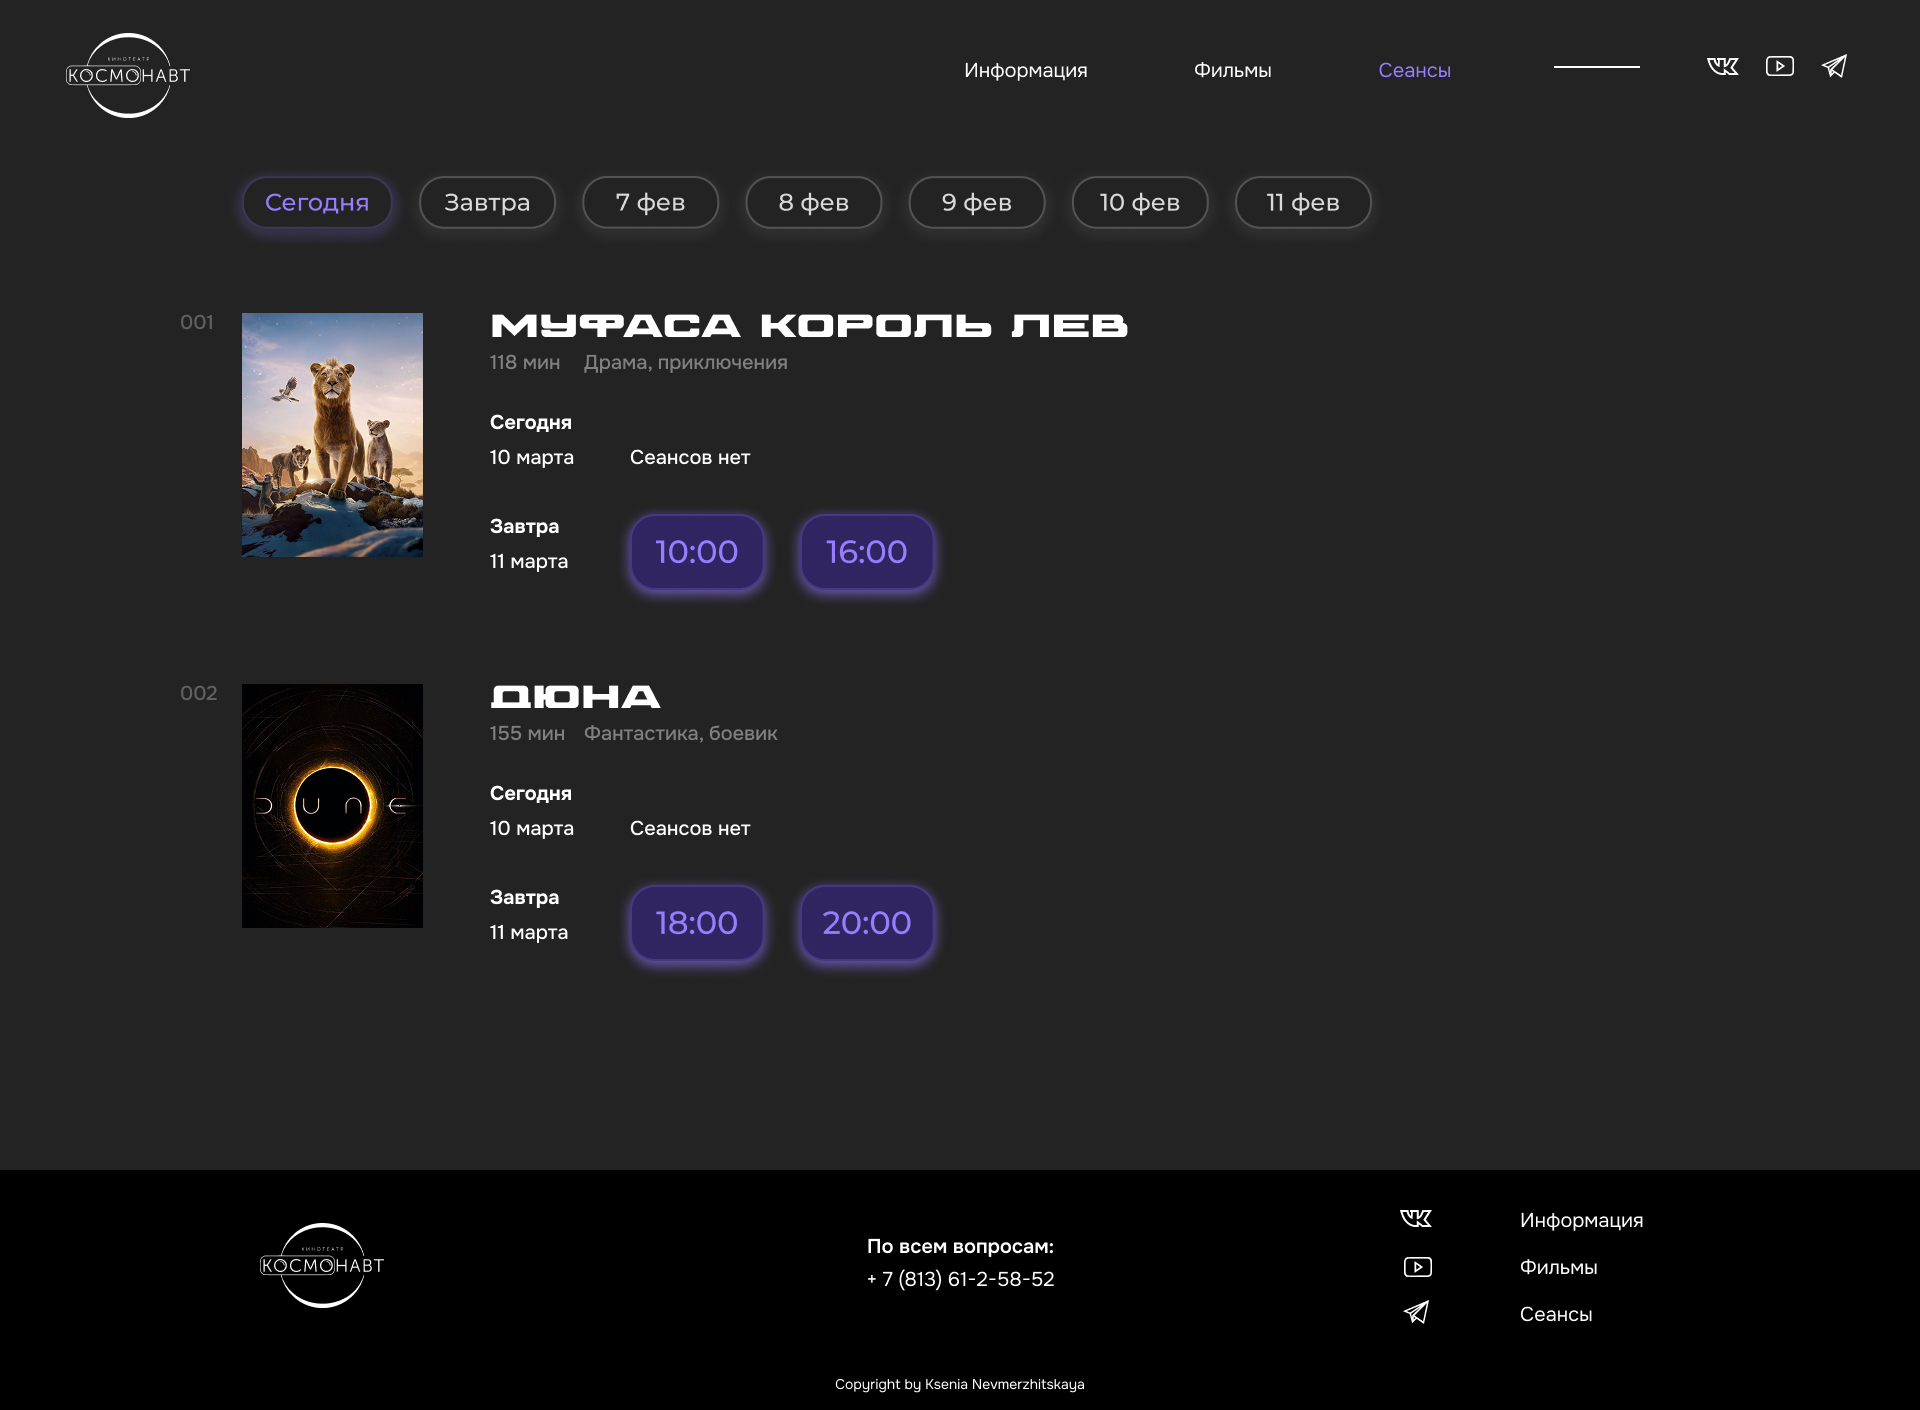 КИНОТЕАТР
КОСМОНАВТ
Информация Фильмы Сеансы
Сегодня Завтра 7 фев 8 фев 9 фев 10 фев 11 фев
001
МУФАСА КОРОЛЬ ЛЕВ
118 мин Драма, приключения
Сегодня
10 марта Сеансов нет
Завтра
11 марта
10:00 16:00
002
DUNE
ДЮНА
155 мин Фантастика, боевик
Сегодня
10 марта Сеансов нет
Завтра
11 марта
18:00 20:00
КИНОТЕАТР
КОСМОНАВТ
По всем вопросам:
+ 7 (813) 61-2-58-52
Информация
Фильмы
Сеансы
Copyright by Ksenia Nevmerzhitskaya